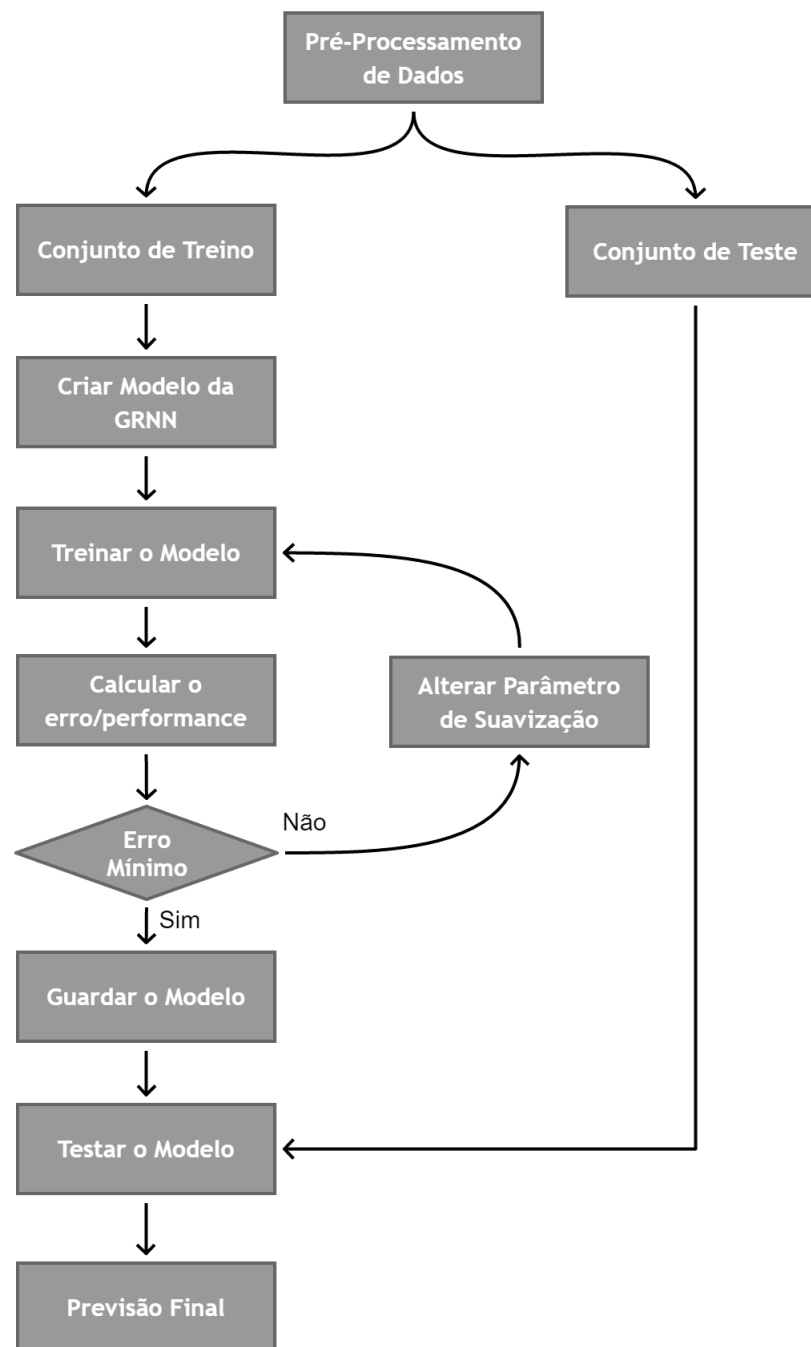 Pré-Processamento
de Dados
Conjunto de Treino
Conjunto de Teste
Criar Modelo da
GRNN
Treinar o Modelo
Calcular o
erro/performance
Alterar Parâmetro
de Suavização
Erro
Mínimo
Não
Sim
Guardar o Modelo
Testar o Modelo
Previsão Final